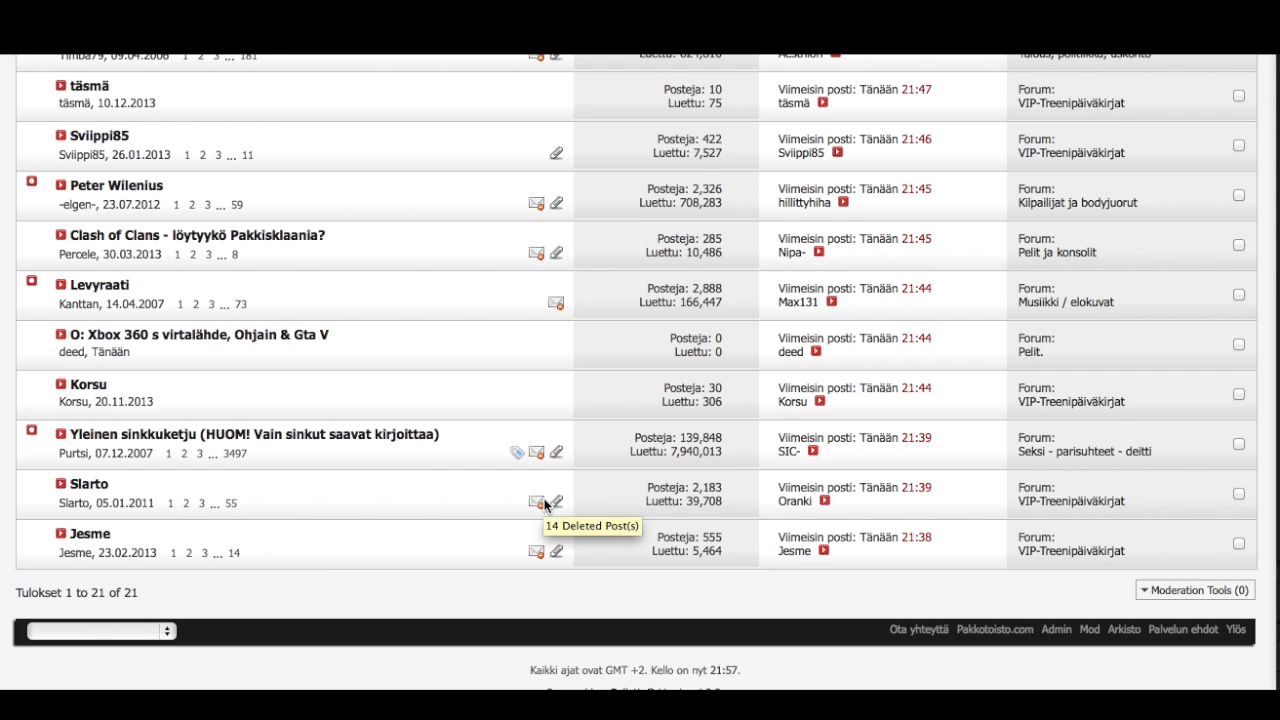 Timba79, 09.04.2006 1 2 3 ... 181
täsmä
täsmä, 10.12.2013
Posteja: 10
Luettu: 75
Viimeisin posti: Tänään 21:47
täsmä
Forum:
VIP-Treenipäiväkirjat
Sviippi85
Sviippi85, 26.01.2013 1 2 3 ... 11
Posteja: 422
Luettu: 7,527
Viimeisin posti: Tänään 21:46
Sviippi85
Forum:
VIP-Treenipäiväkirjat
Peter Wilenius
-elgen-, 23.07.2012 1 2 3 ... 59
Posteja: 2,326
Luettu: 708,283
Viimeisin posti: Tänään 21:45
hillittyhiha
Forum:
Kilpailijat ja bodyjuorut
Clash of Clans - löytyykö Pakkisklaania?
Percele, 30.03.2013 1 2 3 ... 8
Posteja: 285
Luettu: 10,486
Viimeisin posti: Tänään 21:45
Nipa-
Forum:
Pelit ja konsolit
Levyraati
Kanttan, 14.04.2007 1 2 3 ... 73
Posteja: 2,888
Luettu: 166,447
Viimeisin posti: Tänään 21:44
Max131
Forum:
Musiikki / elokuvat
O: Xbox 360 s virtalähde, Ohjain & Gta V
deed, Tänään
Posteja: 0
Luettu: 0
Viimeisin posti: Tänään 21:44
deed
Forum:
Pelit.
Korsu
Korsu, 20.11.2013
Posteja: 30
Luettu: 306
Viimeisin posti: Tänään 21:44
Korsu
Forum:
VIP-Treenipäiväkirjat
Yleinen sinkkuketju (HUOM! Vain sinkut saavat kirjoittaa)
Purtsi, 07.12.2007 1 2 3 ... 3497
Posteja: 139,848
Luettu: 7,940,013
Viimeisin posti: Tänään 21:39
SIC-
Forum:
Seksi - parisuhteet - deitti
Slarto
Slarto, 05.01.2011 1 2 3 ... 55
Posteja: 2,183
Luettu: 39,708
Viimeisin posti: Tänään 21:39
Oranki
Forum:
VIP-Treenipäiväkirjat
14 Deleted Post(s)
Jesme
Jesme, 23.02.2013 1 2 3 ... 14
Posteja: 555
Luettu: 5,464
Viimeisin posti: Tänään 21:38
Jesme
Forum:
VIP-Treenipäiväkirjat
Tulokset 1 to 21 of 21
Moderation Tools (0)
Ota yhteyttä Pakkotoisto.com Admin Mod Arkisto Palvelun ehdot Ylös
Kaikki ajat ovat GMT +2. Kello on nyt 21:57.